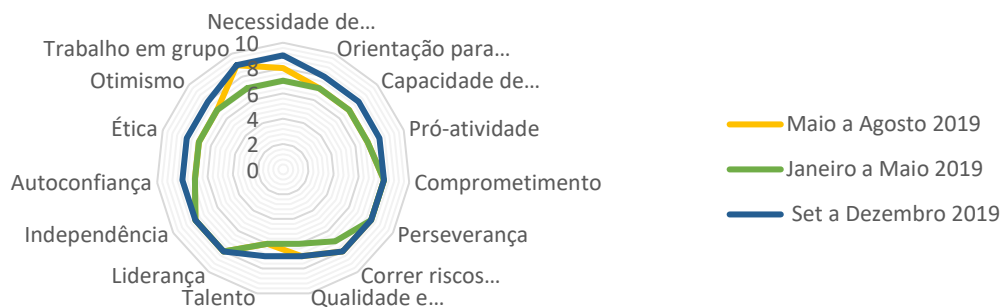 Necessidade de...
Orientação para...
Capacidade de...
Pró-atividade
Comprometimento
Perseverança
Correr riscos...
Qualidade e...
Talento
Liderança
Independência
Autoconfiança
Ética
Otimismo
Trabalho em grupo
10
8
6
4
2
0
Maio a Agosto 2019
Janeiro a Maio 2019
Set a Dezembro 2019